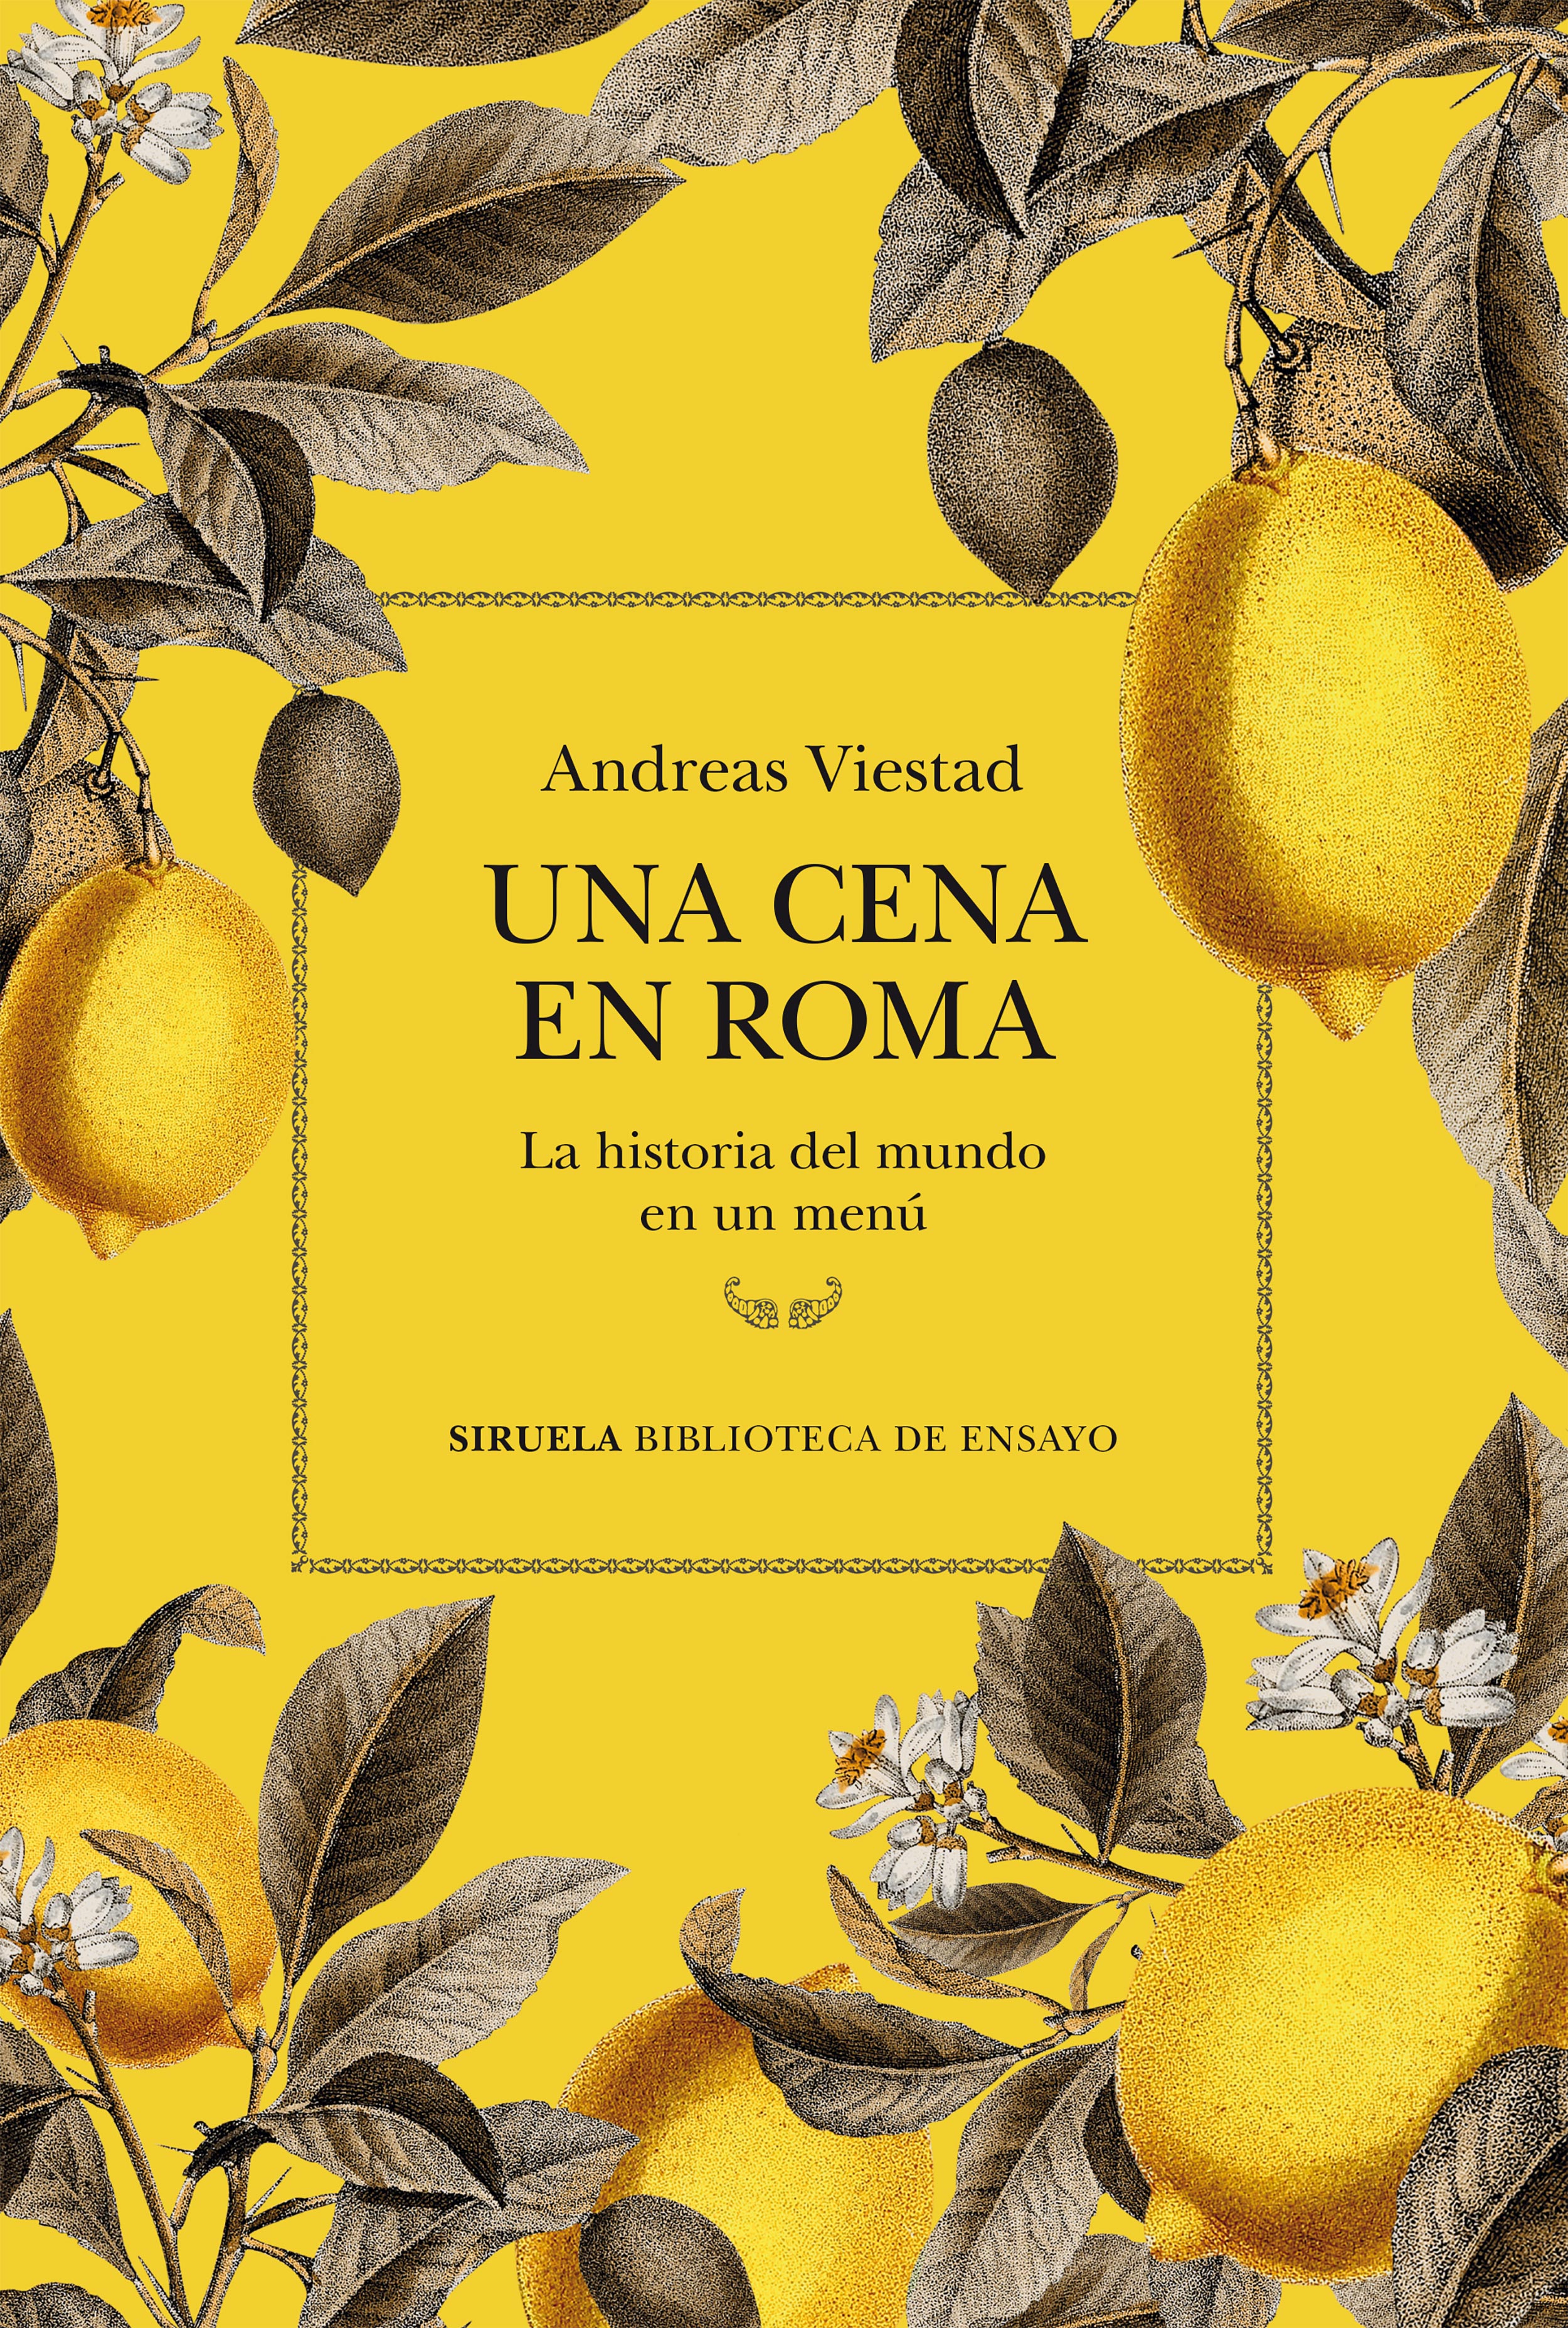 Andreas Viestad
UNA CENA
EN ROMA
La historia del mundo
en un menú
SIRUELA BIBLIOTECA DE ENSAYO